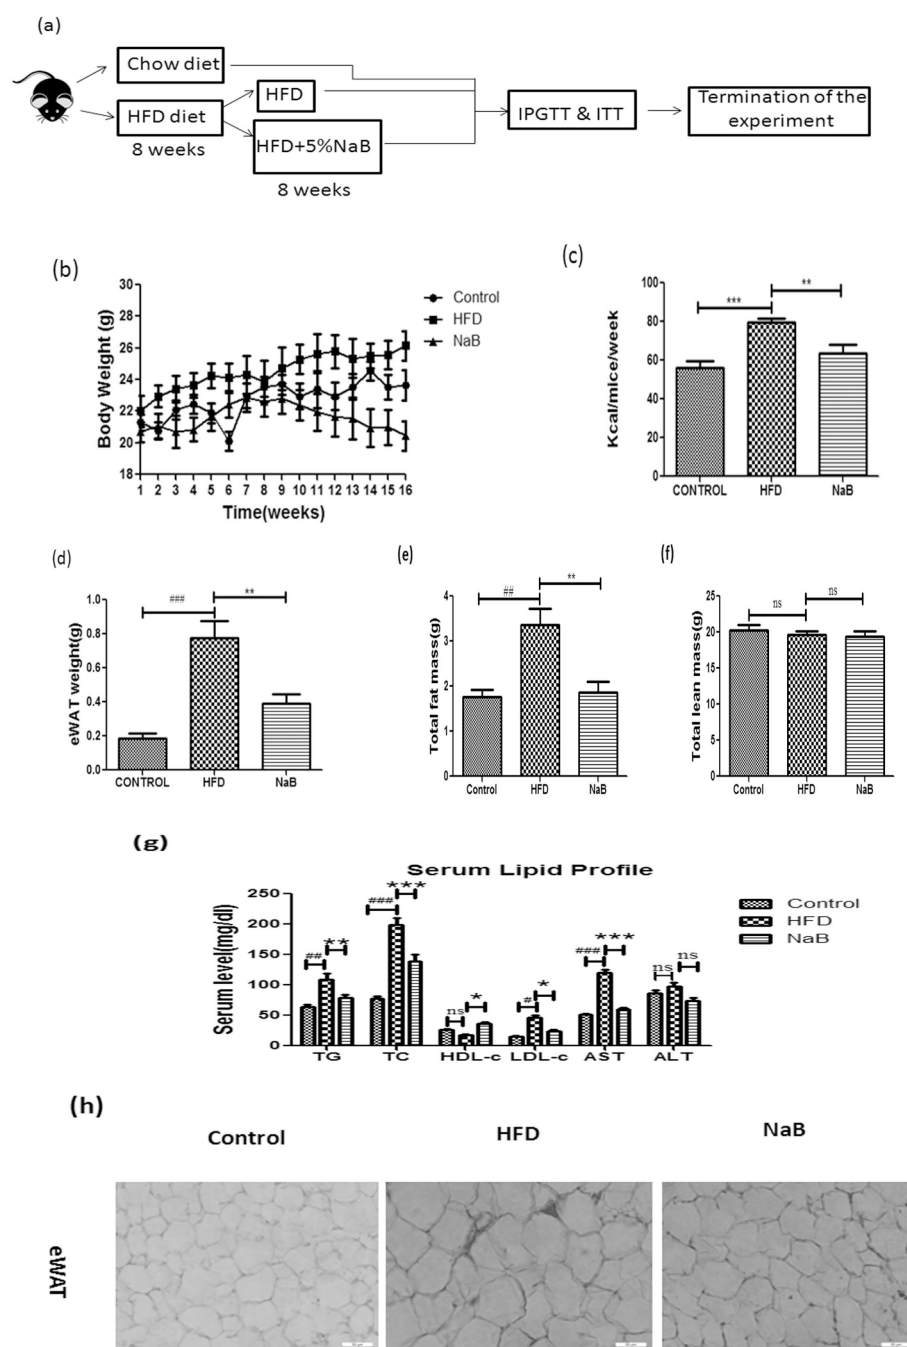 (a)
Chow diet
HFD diet
8 weeks
HFD
HFD+5%NaB
8 weeks
IPGTT & ITT
Termination of the
experiment
(b)
Body Weight (g)
30
28
26
24
22
20
18
1 2 3 4 5 6 7 8 9 10 11 12 13 14 15 16
Time(weeks)
Control
HFD
NaB
(c)
Kcal/mice/week
100
80
60
40
20
0
***
**
CONTROL HFD NaB
(d)
eWAT weight(g)
1.0
0.8
0.6
0.4
0.2
0.0
###
**
CONTROL HFD NaB
(e)
Total fat mass(g)
4
3
2
1
0
##
**
Control HFD NaB
(f)
Total lean mass(g)
25
20
15
10
5
0
ns
ns
Control HFD NaB
(g)
Serum Lipid Profile
Serum level(mg/dl)
250
200
150
100
50
0
## **
### ***
ns *
# *
### ***
ns ns
TG TC HDL-c LDL-c AST ALT
Control
HFD
NaB
(h)
Control HFD NaB
eWAT